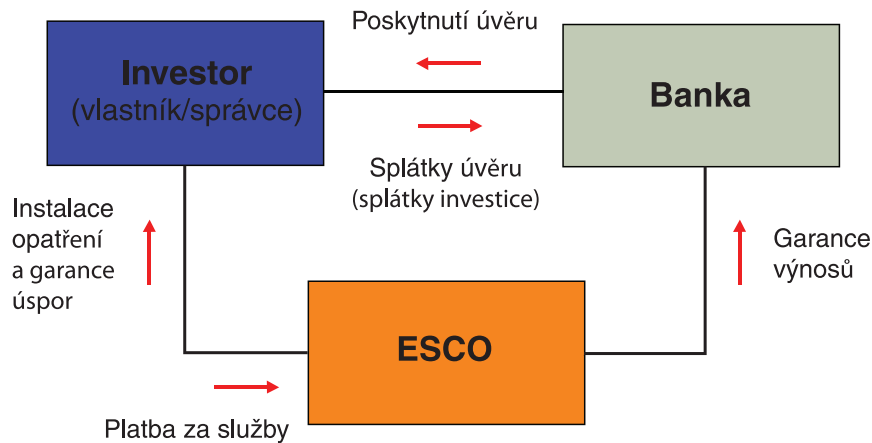 Poskytnutí úvěru
Investor
(vlastník/správce)
Banka
Splátky úvěru
(splátky investice)
Instalace
opatření
a garance
úspor
Garance
výnosů
ESCO
Platba za služby